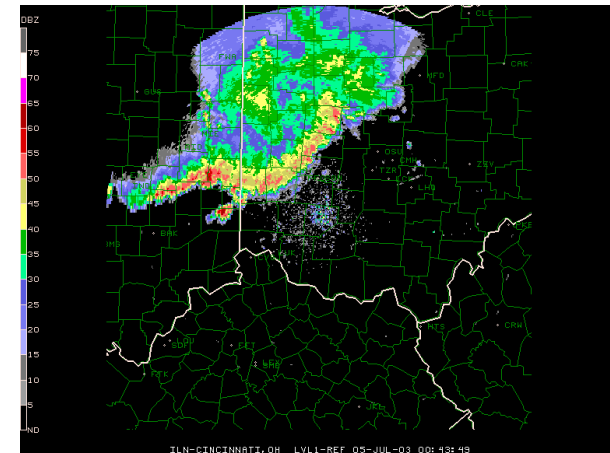 DBZ
75
70
65
60
55
50
45
40
35
30
25
20
15
10
5
ND
CLE
CAK
MFD
OSU
CMH
TZR
LHQ
ZZV
BAK
HTS
CRW
SDF
LOU
FFT
LEX
FTK
JKL
ILN-CINCINNATI,OH LVL1-REF 05-JUL-03 00:43:49